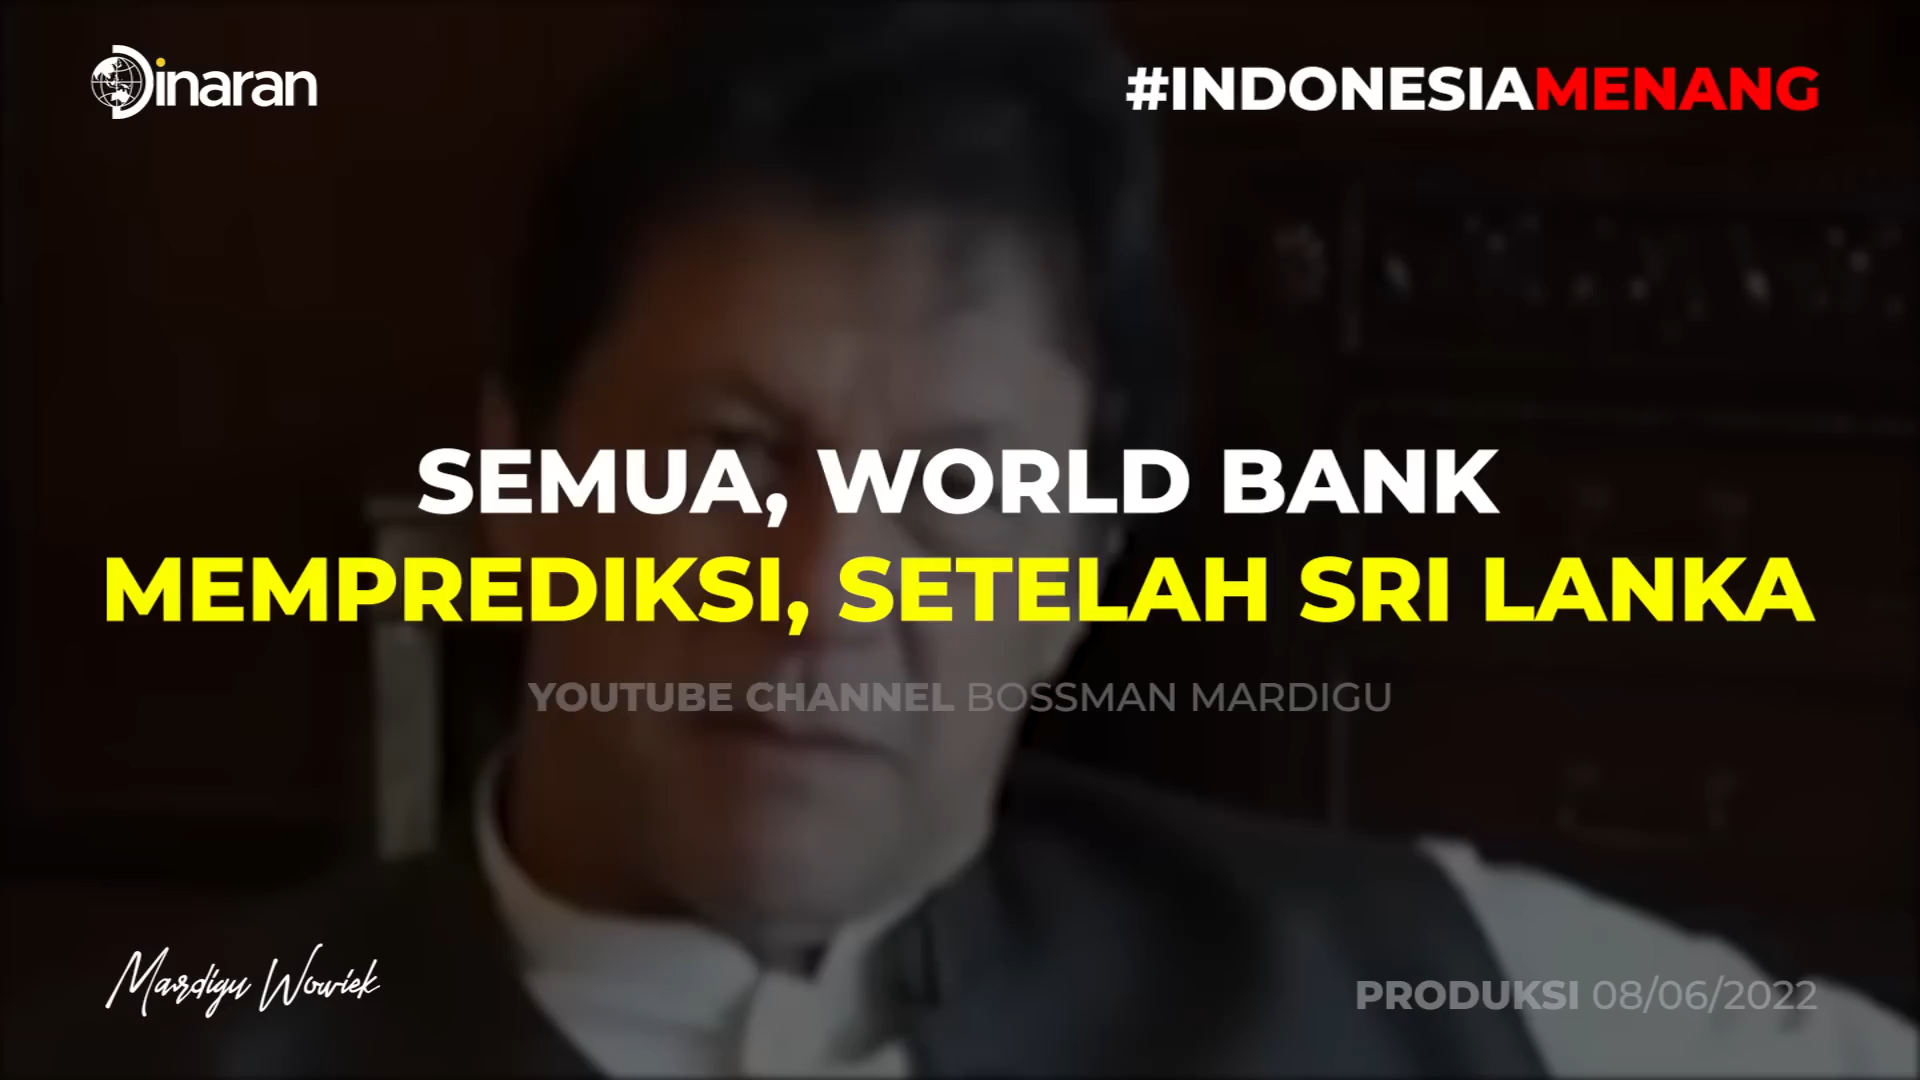 Dinaran
#INDONESIAMENANG
SEMUA, WORLD BANK
MEMPREDIKSI, SETELAH SRI LANKA
YOUTUBE CHANNEL BOSSMAN MARDIGU
Mardigu Wowiek
PRODUKSI 08/06/2022